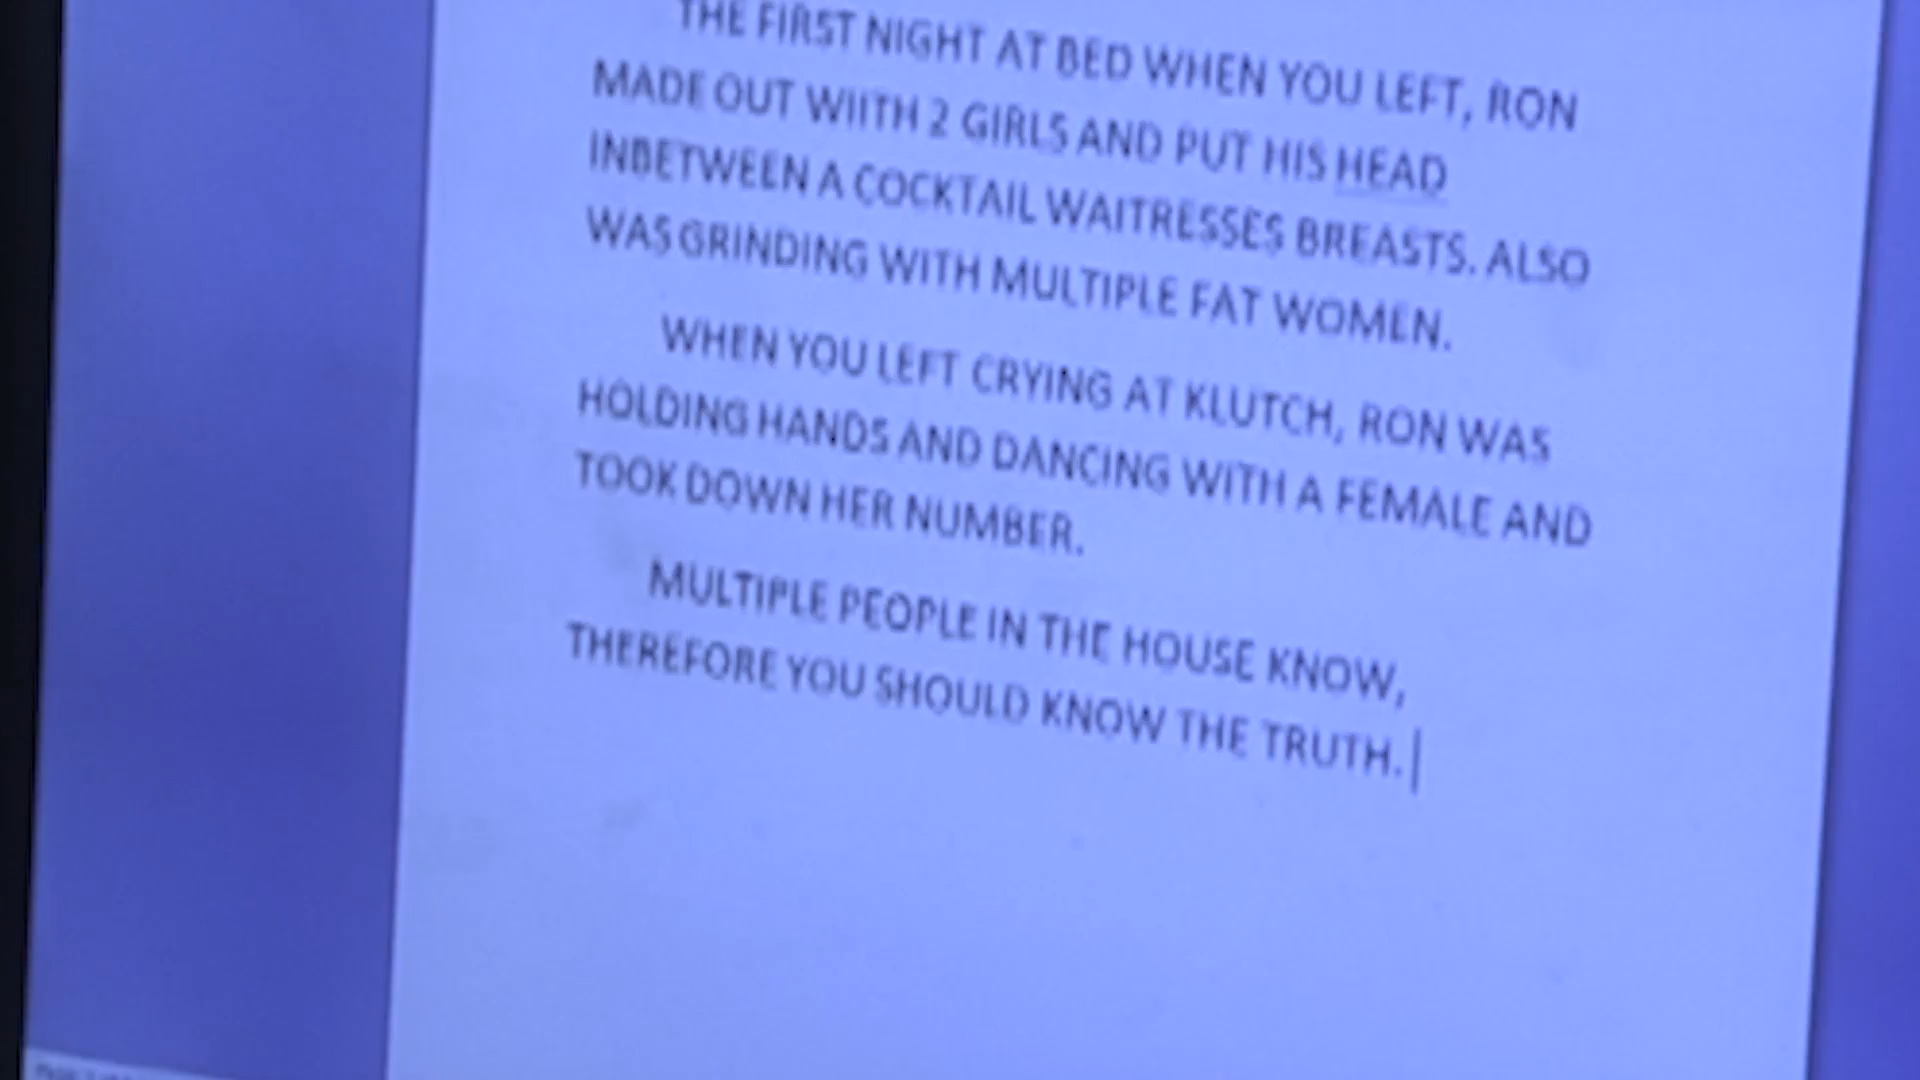 THE FIRST NIGHT AT BED WHEN YOU LEFT, RON
MADE OUT WIITH 2 GIRLS AND PUT HIS HEAD
INBETWEEN A COCKTAIL WAITRESSES BREASTS. ALSO
WAS GRINDING WITH MULTIPLE FAT WOMEN.
WHEN YOU LEFT CRYING AT KLUTCH, RON WAS
HOLDING HANDS AND DANCING WITH A FEMALE AND
TOOK DOWN HER NUMBER.
MULTIPLE PEOPLE IN THE HOUSE KNOW,
THEREFORE YOU SHOULD KNOW THE TRUTH.